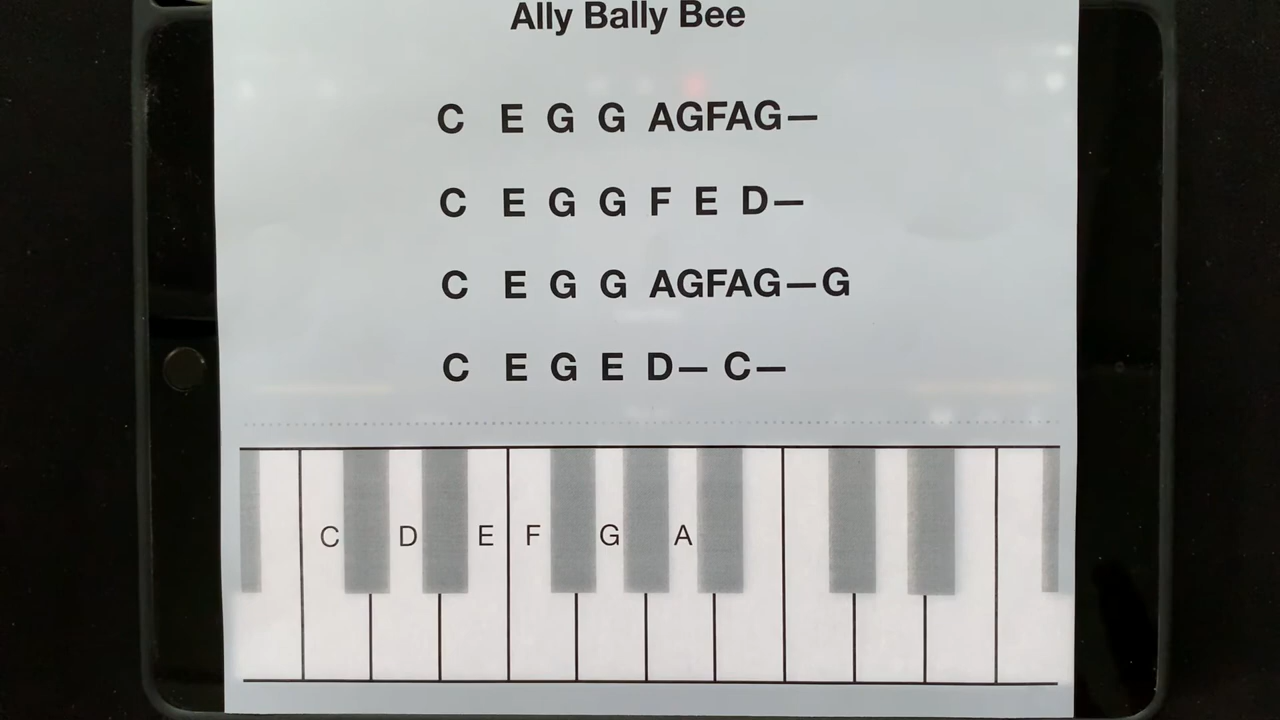 Ally Bally Bee
C E G G AGFAG—
C E G G F E D—
C E G G AGFAG—G
C E G E D— C—
C D E F G A